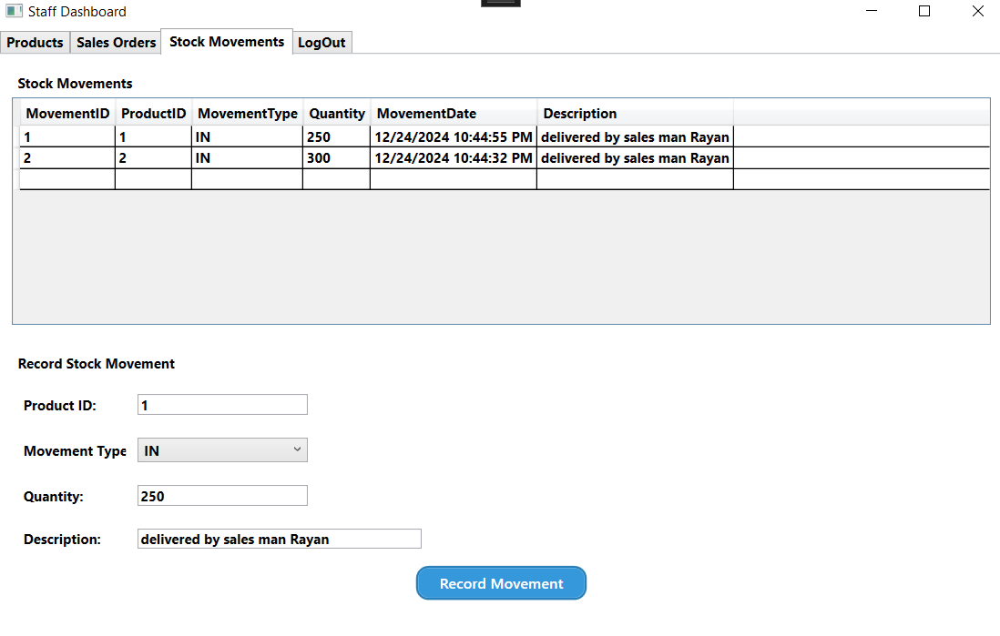 Staff Dashboard
Products Sales Orders Stock Movements LogOut
Stock Movements
MovementID ProductID MovementType Quantity MovementDate Description
1 1 IN 250 12/24/2024 10:44:55 PM delivered by sales man Rayan
2 2 IN 300 12/24/2024 10:44:32 PM delivered by sales man Rayan
Record Stock Movement
Product ID: 1
Movement Type IN
Quantity: 250
Description: delivered by sales man Rayan
Record Movement